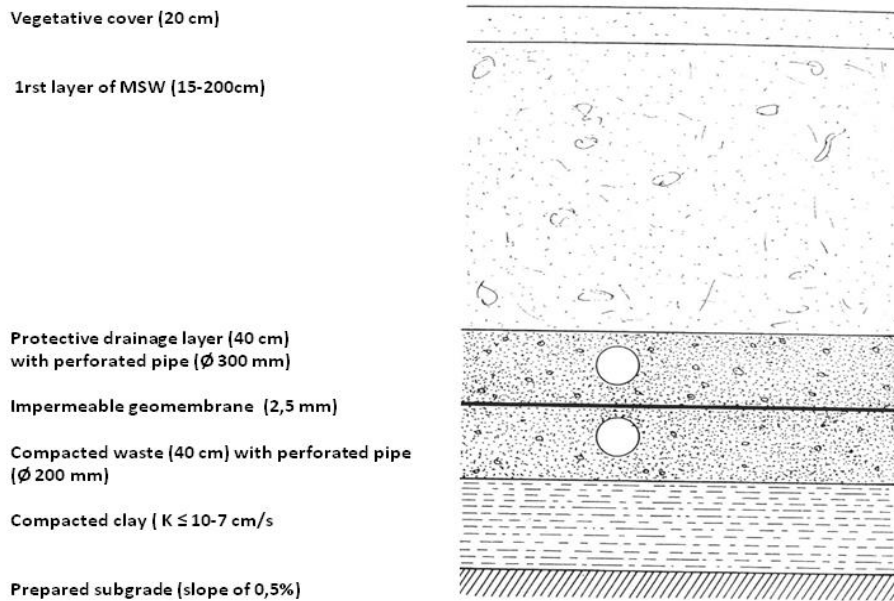 Vegetative cover (20 cm)
1rst layer of MSW (15-200cm)
Protective drainage layer (40 cm)
with perforated pipe (Ø 300 mm)
Impermeable geomembrane (2,5 mm)
Compacted waste (40 cm) with perforated pipe
(Ø 200 mm)
Compacted clay ( K ≤ 10-7 cm/s
Prepared subgrade (slope of 0,5%)